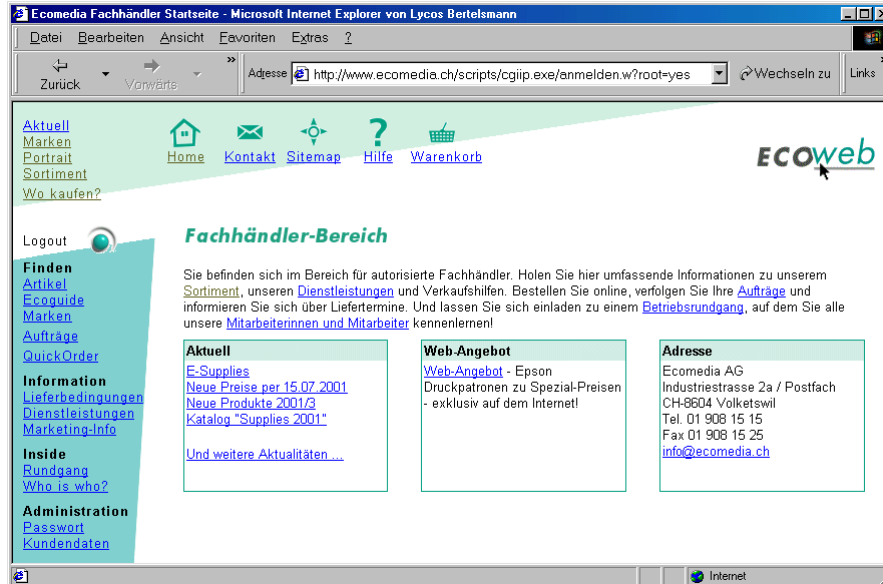 Ecomedia Fachhändler Startseite - Microsoft Internet Explorer von Lycos Bertelsmann
Datei Bearbeiten Ansicht Favoriten Extras ?
Zurück Vorwärts » Adresse http://www.ecomedia.ch/scripts/cgiip.exe/anmelden.w?root=yes Wechseln zu Links
Aktuell
Marken
Portrait
Sortiment
Wo kaufen?
Home Kontakt Sitemap Hilfe Warenkorb
ECOweb
Logout
Finden
Artikel
Ecoguide
Marken
Aufträge
QuickOrder
Information
Lieferbedingungen
Dienstleistungen
Marketing-Info
Inside
Rundgang
Who is who?
Administration
Passwort
Kundendaten
Fachhändler-Bereich
Sie befinden sich im Bereich für autorisierte Fachhändler. Holen Sie hier umfassende Informationen zu unserem
Sortiment, unseren Dienstleistungen und Verkaufshilfen. Bestellen Sie online, verfolgen Sie Ihre Aufträge und
informieren Sie sich über Liefertermine. Und lassen Sie sich einladen zu einem Betriebsrundgang, auf dem Sie alle
unsere Mitarbeiterinnen und Mitarbeiter kennenlernen!
Aktuell
E-Supplies
Neue Preise per 15.07.2001
Neue Produkte 2001/3
Katalog "Supplies 2001"
Und weitere Aktualitäten ...
Web-Angebot
Web-Angebot - Epson
Druckpatronen zu Spezial-Preisen
- exklusiv auf dem Internet!
Adresse
Ecomedia AG
Industriestrasse 2a / Postfach
CH-8604 Volketswil
Tel. 01 908 15 15
Fax 01 908 15 25
info@ecomedia.ch
Internet